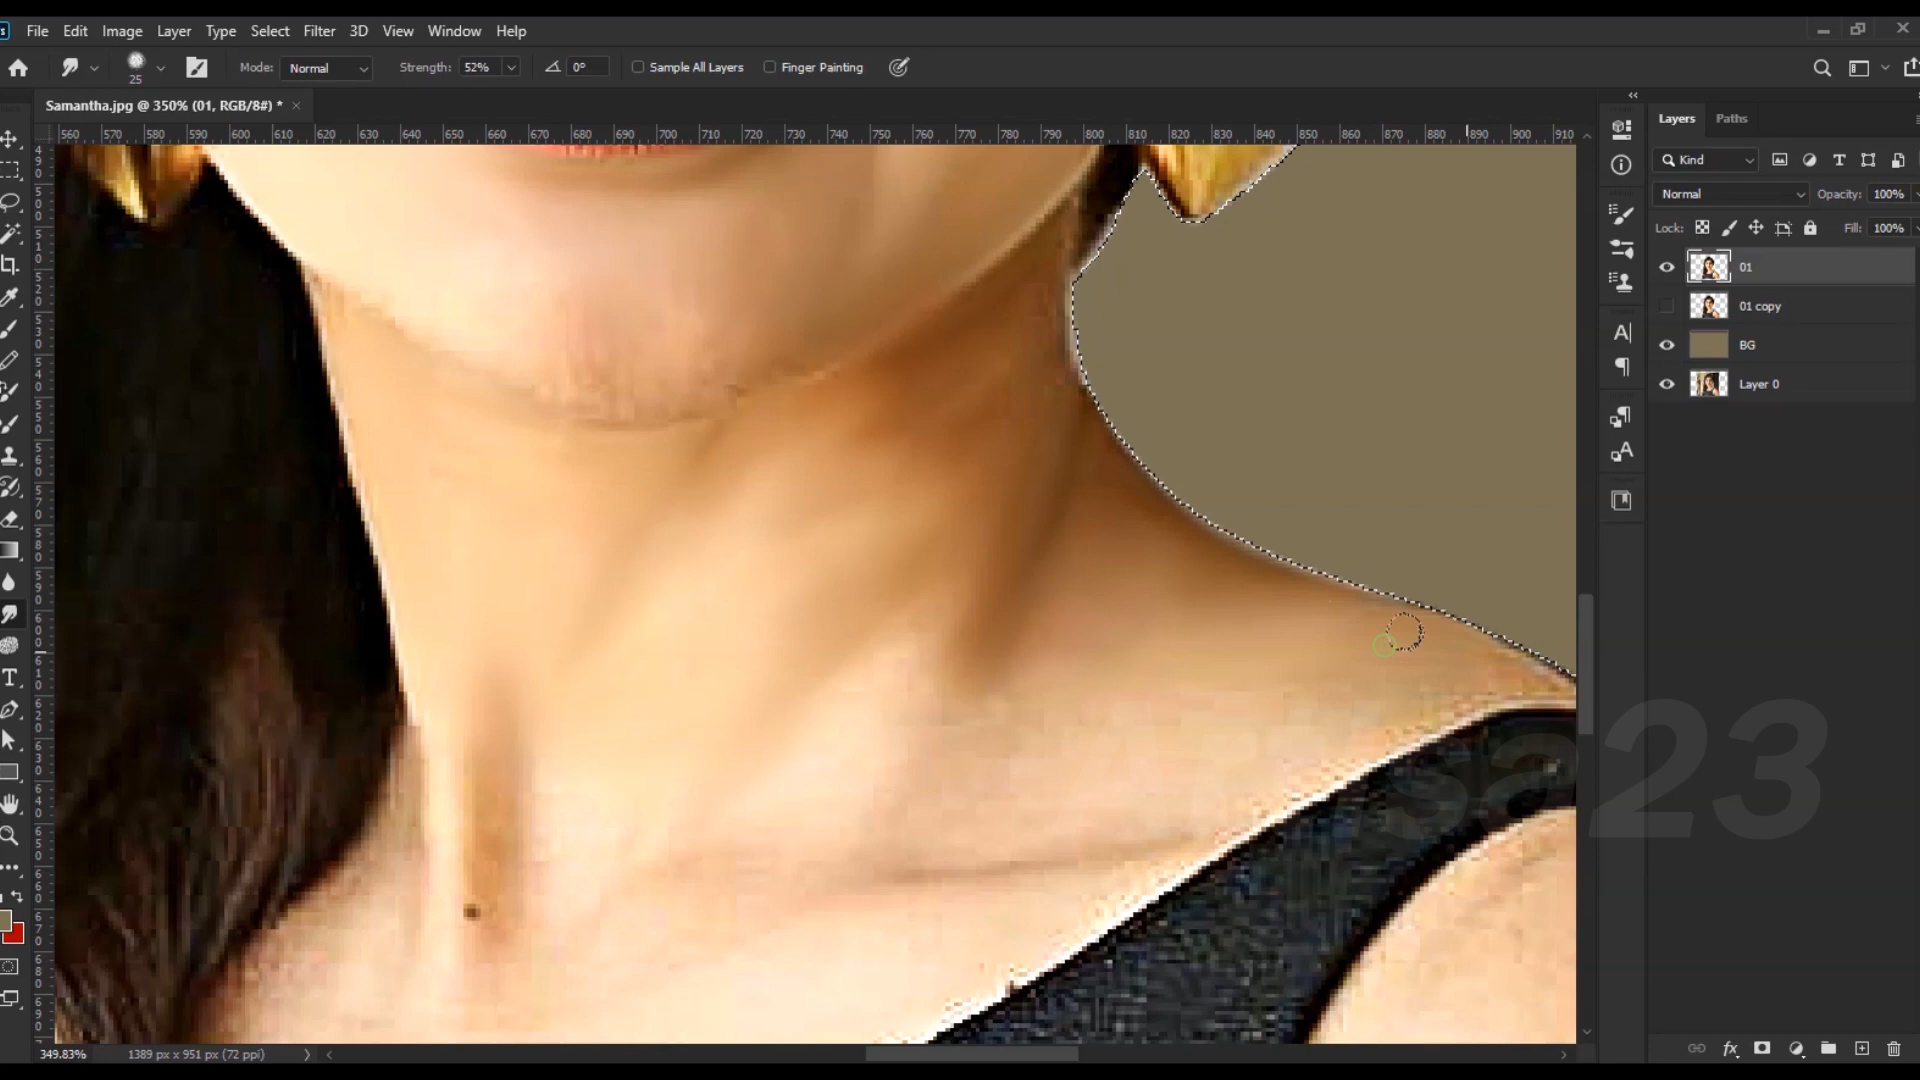 File Edit Image Layer Type Select Filter 3D View Window Help
25 Mode: Normal Strength: 52% 0° Sample All Layers Finger Painting
Samantha.jpg @ 350% (01, RGB/8#) * ×
560 570 580 590 600 610 620 630 640 650 660 670 680 690 700 710 720 730 740 750 760 770 780 790 800 810 820 830 840 850 860 870 880 890 900 910
Layers Paths
Kind
Normal Opacity: 100%
Lock: Fill: 100%
01
01 copy
BG
Layer 0
349.83% 1389 px x 951 px (72 ppi)